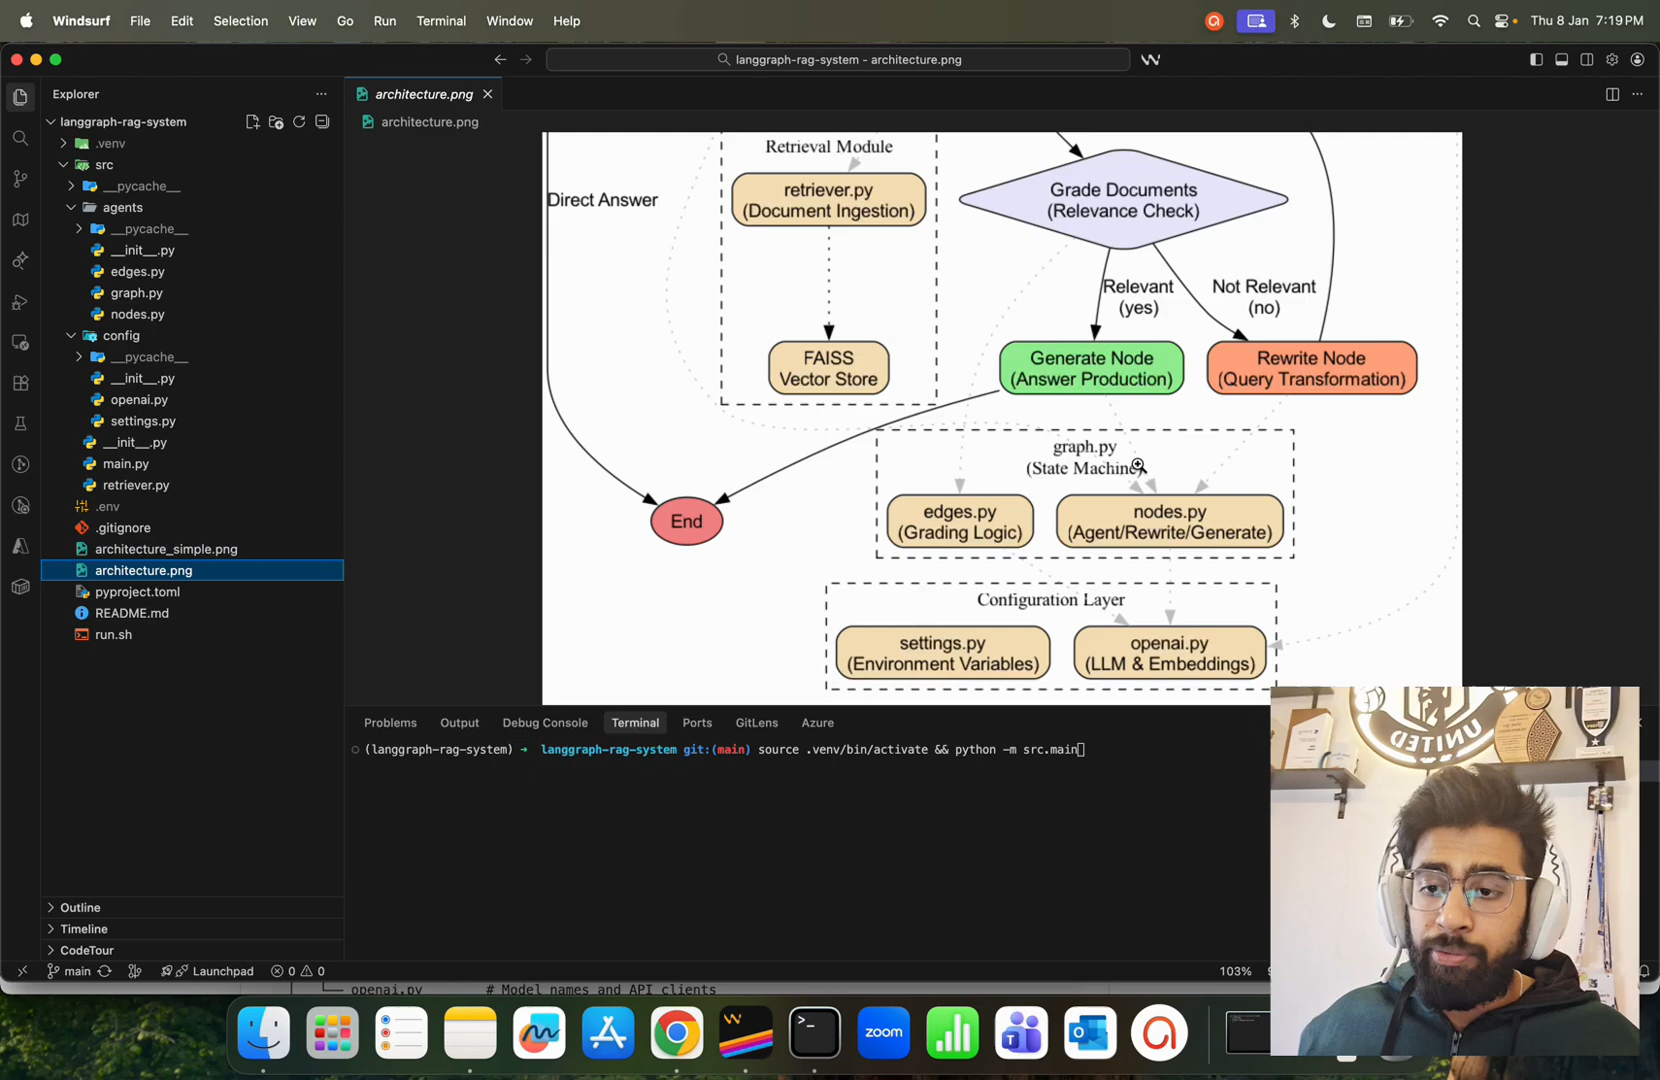 Windsurf File Edit Selection View Go Run Terminal Window Help
Thu 8 Jan 7:19 PM
langgraph-rag-system - architecture.png
Explorer
langgraph-rag-system
.venv
src
__pycache__
agents
__pycache__
__init__.py
edges.py
graph.py
nodes.py
config
__pycache__
__init__.py
openai.py
settings.py
__init__.py
main.py
retriever.py
.env
.gitignore
architecture_simple.png
architecture.png
pyproject.toml
README.md
run.sh
Outline
Timeline
CodeTour
architecture.png
architecture.png
Retrieval Module
retriever.py
(Document Ingestion)
Direct Answer
Grade Documents
(Relevance Check)
Relevant
(yes)
Not Relevant
(no)
FAISS
Vector Store
Generate Node
(Answer Production)
Rewrite Node
(Query Transformation)
graph.py
(State Machine)
End
edges.py
(Grading Logic)
nodes.py
(Agent/Rewrite/Generate)
Configuration Layer
settings.py
(Environment Variables)
openai.py
(LLM & Embeddings)
Problems Output Debug Console Terminal Ports GitLens Azure
(langgraph-rag-system) → langgraph-rag-system git:(main) source .venv/bin/activate && python -m src.main
UNITED
main Launchpad 0 0
103%
openai.py # Model names and API clients
zoom